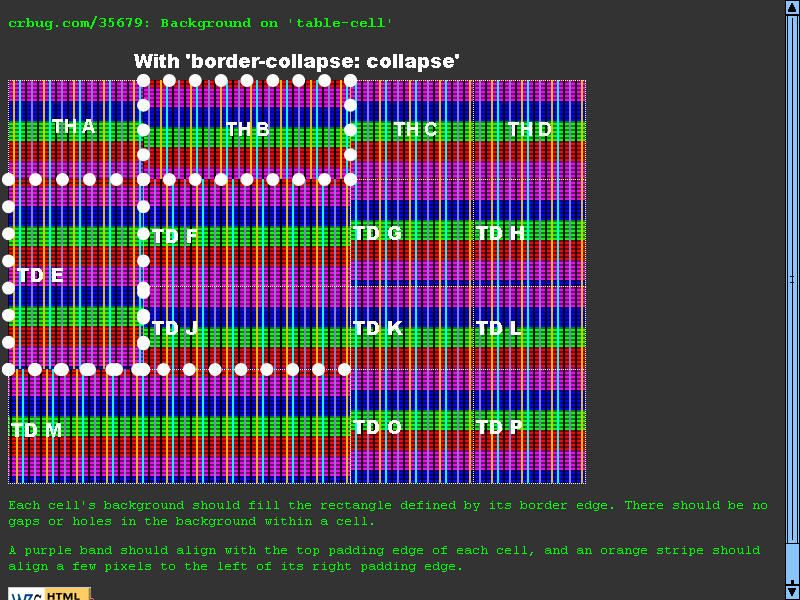 crbug.com/35679: Background on 'table-cell'
With 'border-collapse: collapse'
TH A TH B TH C TH D
TD F TD G TD H
TD E
TD J TD K TD L
TD M TD O TD P
Each cell's background should fill the rectangle defined by its border edge. There should be no
gaps or holes in the background within a cell.
A purple band should align with the top padding edge of each cell, and an orange stripe should
align a few pixels to the left of its right padding edge.
W3C HTML